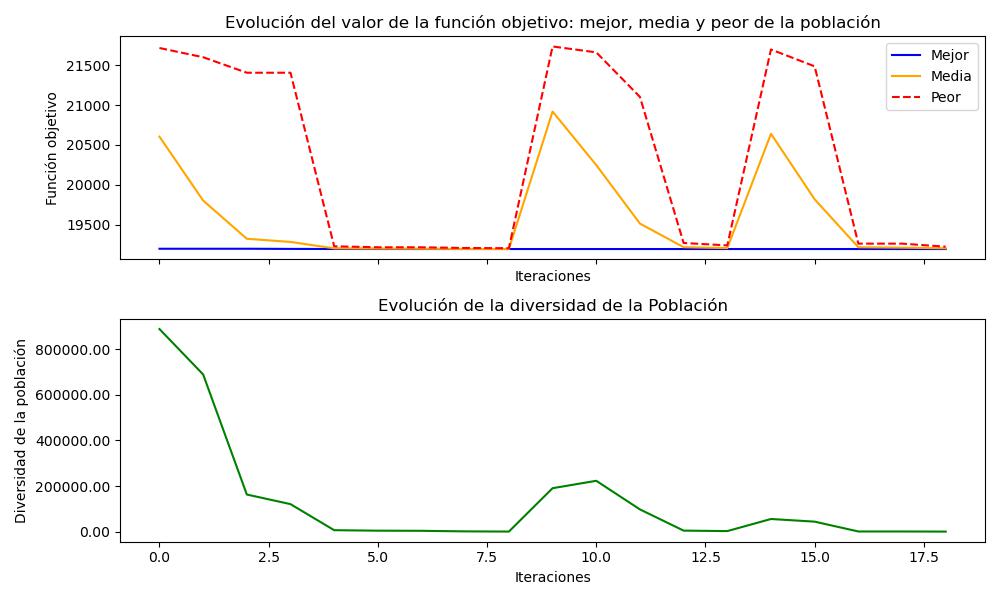 Evolución del valor de la función objetivo: mejor, media y peor de la población
Función objetivo
21500
21000
20500
20000
19500
Mejor
Media
Peor
Iteraciones
Evolución de la diversidad de la Población
Diversidad de la población
800000.00
600000.00
400000.00
200000.00
0.00
0.0 2.5 5.0 7.5 10.0 12.5 15.0 17.5
Iteraciones